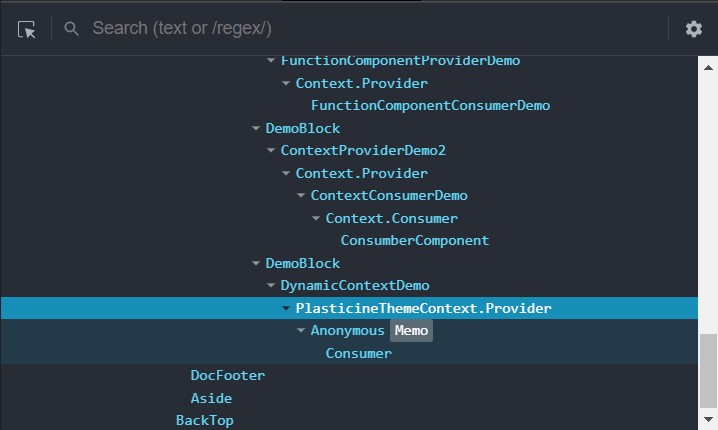 Search (text or /regex/)
FunctionComponentProviderDemo
Context.Provider
FunctionComponentConsumerDemo
DemoBlock
ContextProviderDemo2
Context.Provider
ContextConsumerDemo
Context.Consumer
ConsumberComponent
DemoBlock
DynamicContextDemo
PlasticineThemeContext.Provider
Anonymous Memo
Consumer
DocFooter
Aside
BackTop